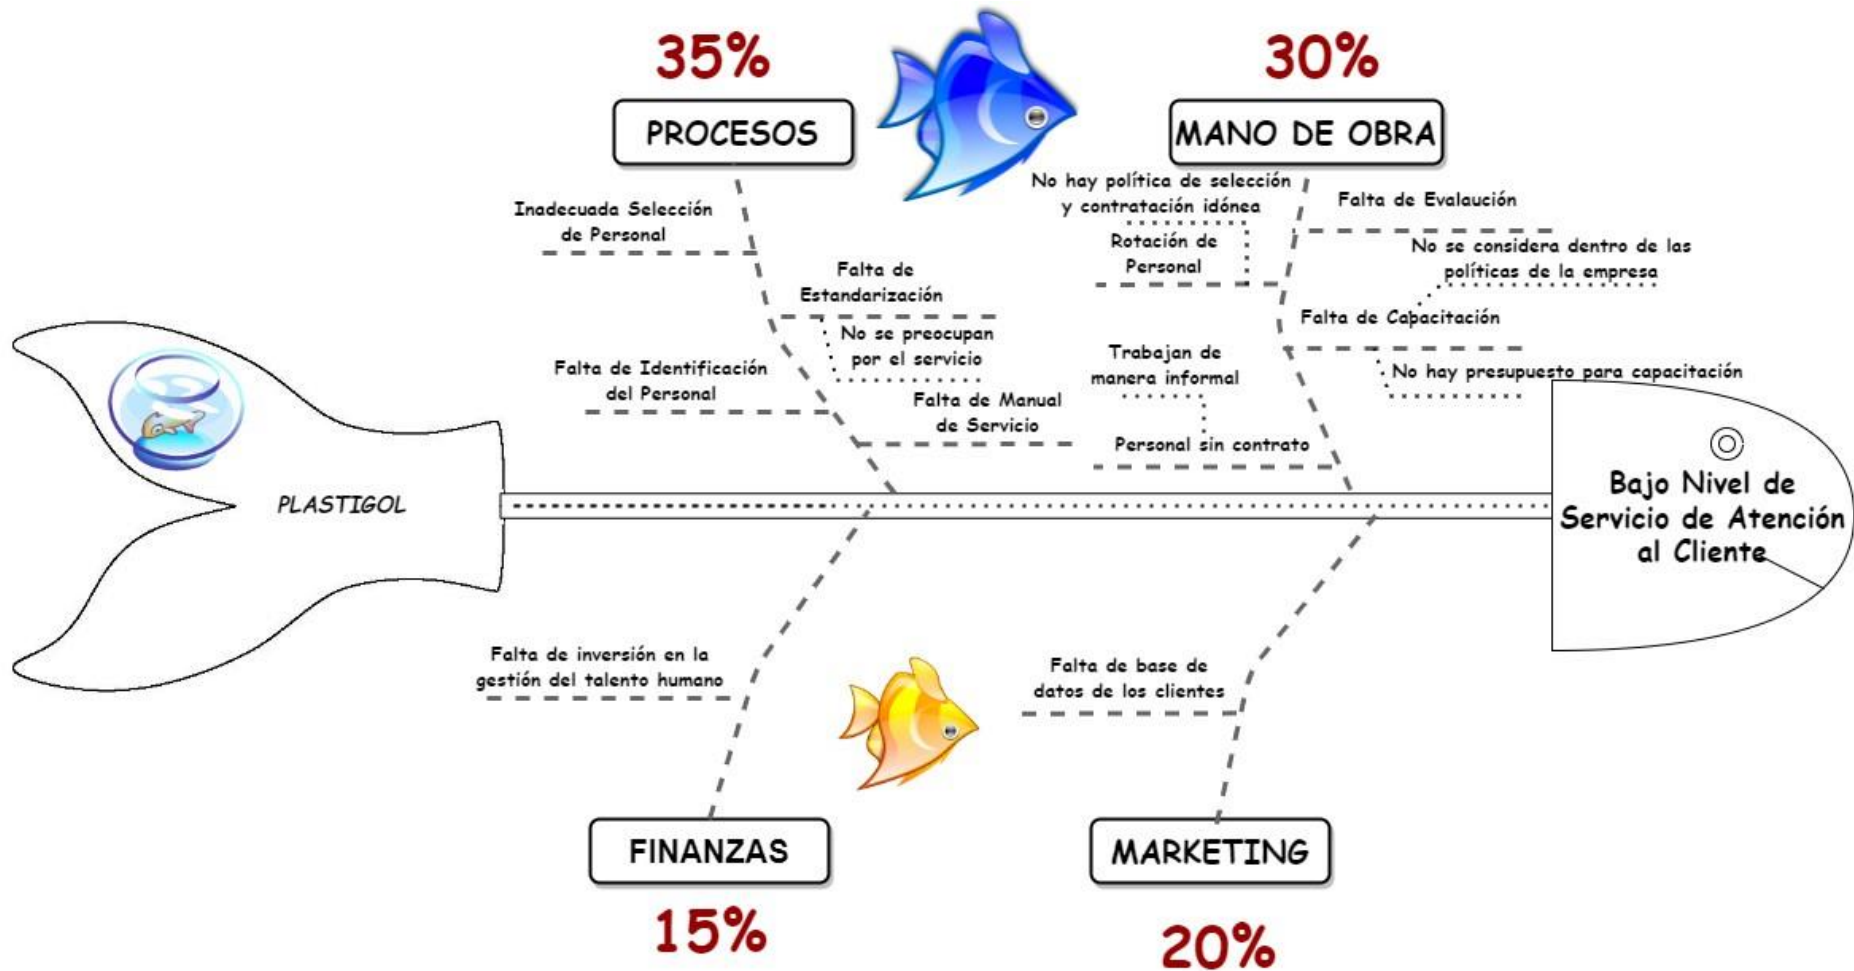 35%
30%
PROCESOS
MANO DE OBRA
Inadecuada Selección
de Personal
Falta de
Estandarización
No se preocupan
por el servicio
Falta de Identificación
del Personal
Falta de Manual
de Servicio
No hay política de selección
y contratación idónea
Rotación de
Personal
Falta de Evalaución
No se considera dentro de las
políticas de la empresa
Falta de Capacitación
No hay presupuesto para capacitación
Trabajan de
manera informal
Personal sin contrato
PLASTIGOL
Bajo Nivel de
Servicio de Atención
al Cliente
Falta de inversión en la
gestión del talento humano
Falta de base de
datos de los clientes
FINANZAS
MARKETING
15%
20%